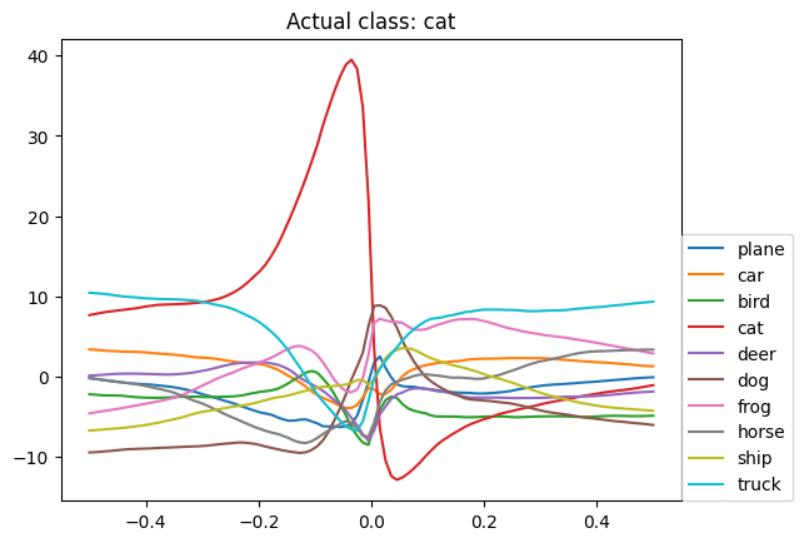 Actual class: cat
40
30
20
10
0
−10
−0.4
−0.2
0.0
0.2
0.4
plane
car
bird
cat
deer
dog
frog
horse
ship
truck